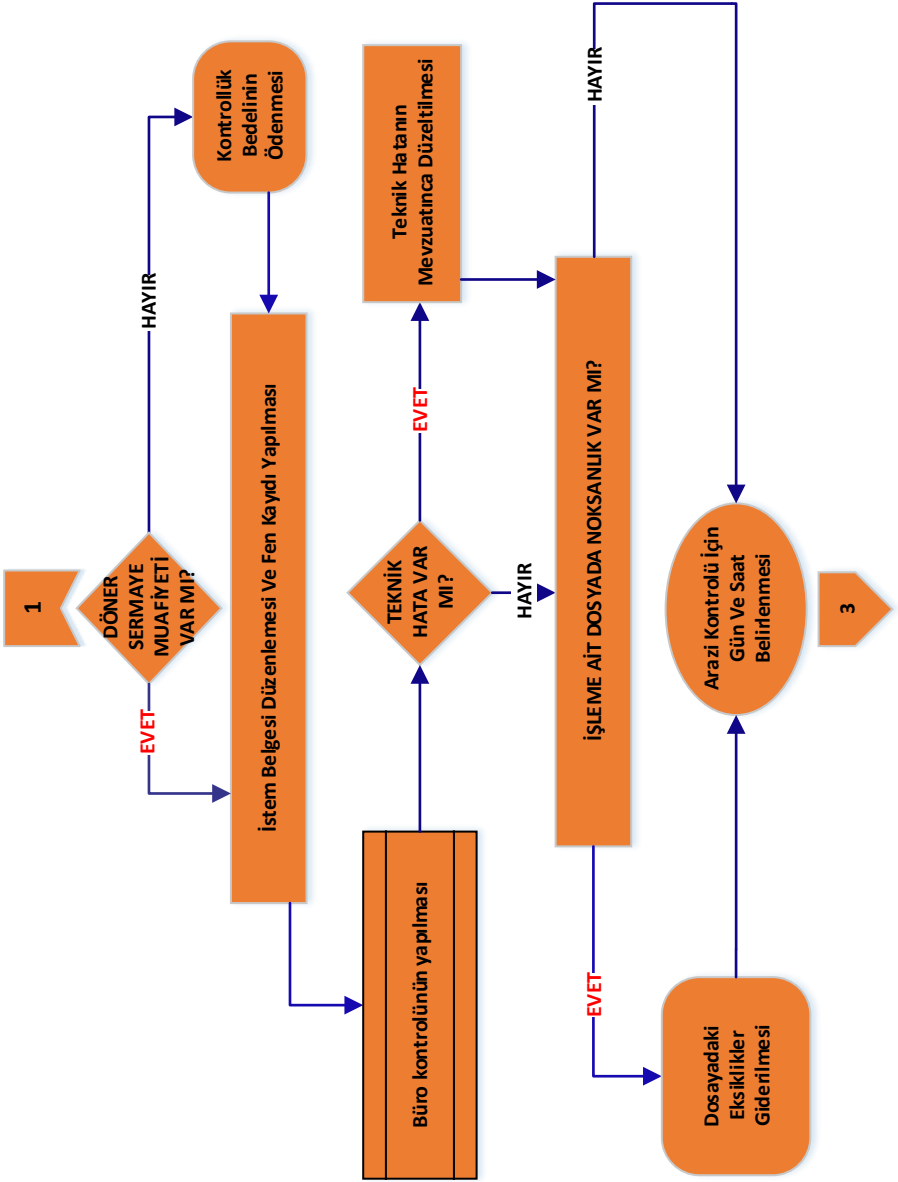 1
DÖNER
SERMAYE
MUAFİYETİ
VAR MI?
EVET
HAYIR
Kontrollük
Bedelinin
Ödenmesi
İstem Belgesi Düzenlemesi Ve Fen Kayıdı Yapılması
Büro kontrolünün yapılması
TEKNİK
HATA VAR
MI?
EVET
HAYIR
Teknik Hatanın
Mevzuatınca Düzeltilmesi
İŞLEME AİT DOSYADA NOKSANLIK VAR MI?
EVET
HAYIR
Dosayadaki
Eksiklikler
Giderilmesi
Arazi Kontrolü İçin
Gün Ve Saat
Belirlenmesi
3